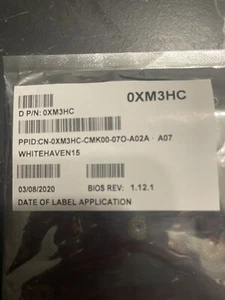 0XM3HC
D P/N: 0XM3HC
PPID:CN-0XM3HC-CMK00-07O-A02A - A07
WHITEHAVEN15
03/08/2020 BIOS REV: 1.12.1
DATE OF LABEL APPLICATION